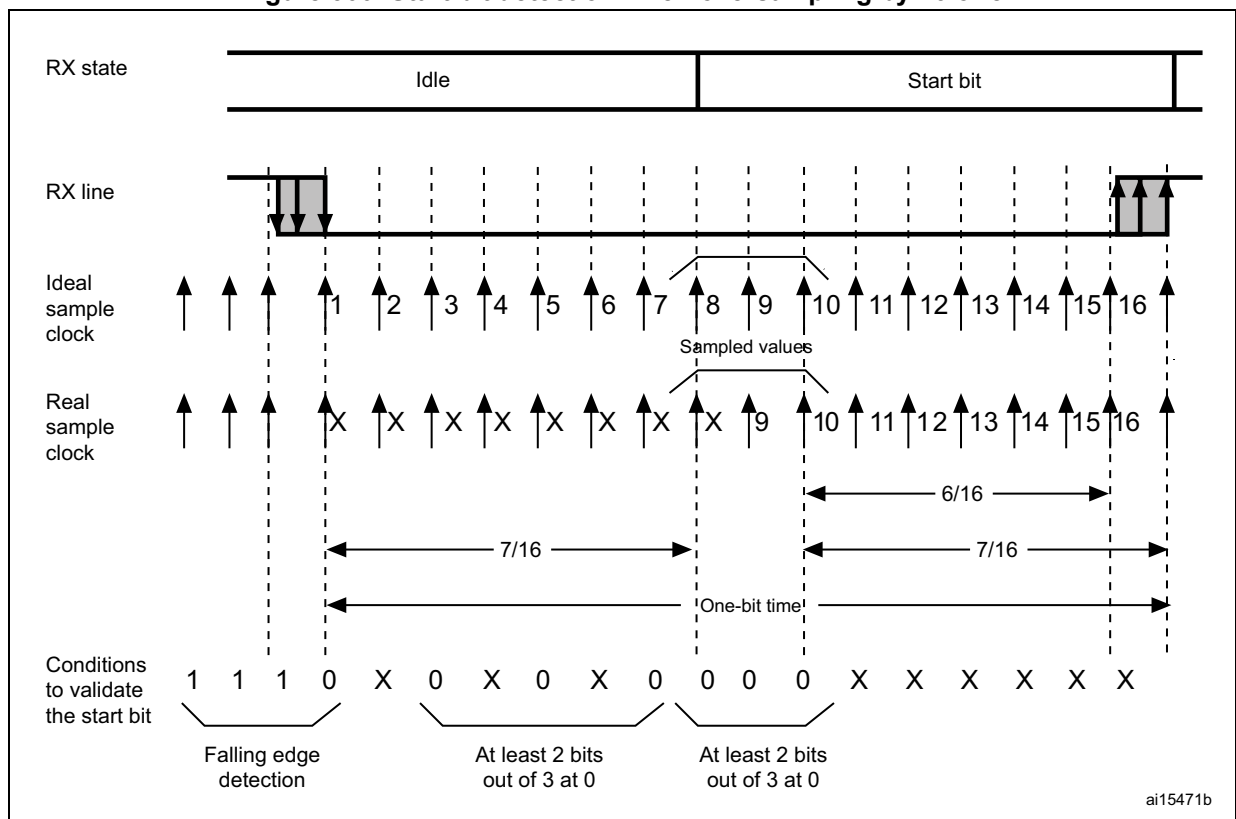 RX state
Idle
Start bit
RX line
Ideal
sample
clock
1 2 3 4 5 6 7 8 9 10 11 12 13 14 15 16
Sampled values
Real
sample
clock
X X X X X X X X 9 10 11 12 13 14 15 16
6/16
7/16
7/16
One-bit time
Conditions
to validate
the start bit
1 1 1 0 X 0 X 0 X 0 0 0 0 X X X X X X
Falling edge
detection
At least 2 bits
out of 3 at 0
At least 2 bits
out of 3 at 0
ai15471b